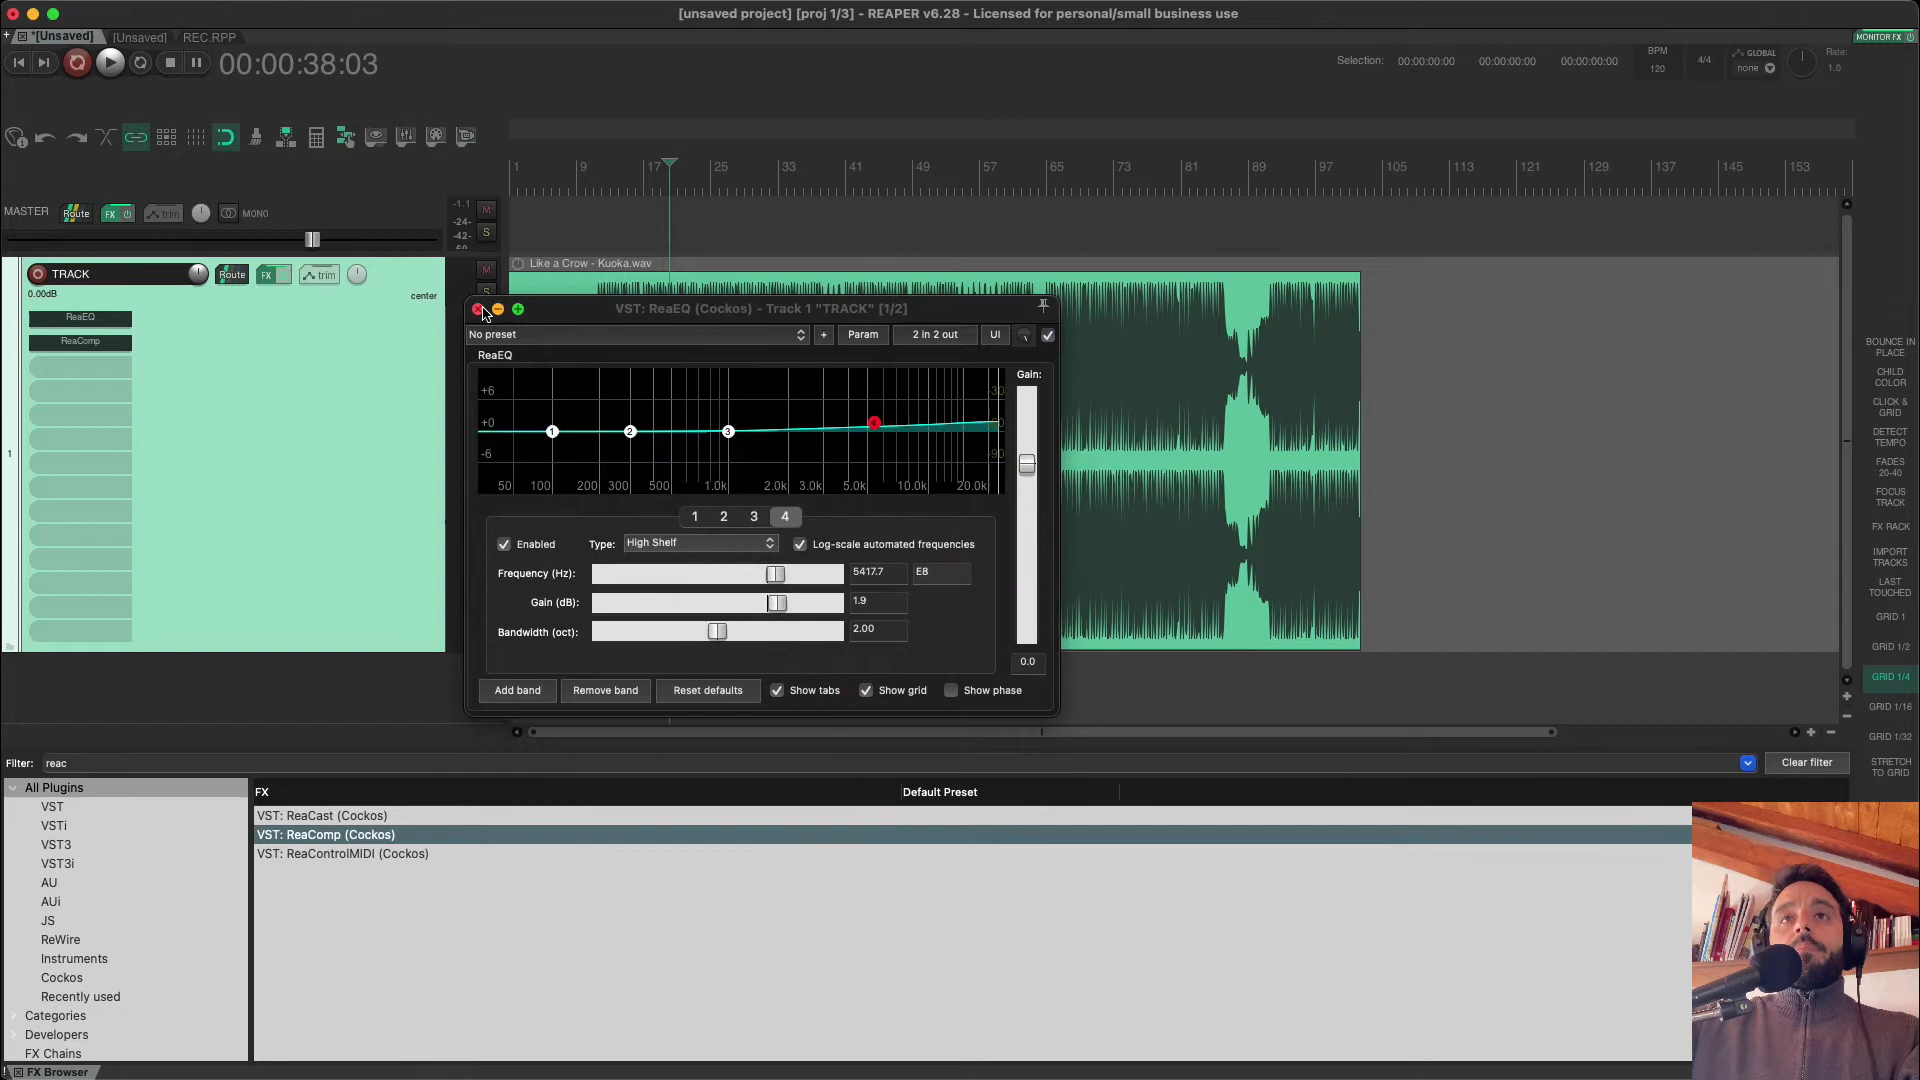 [unsaved project] [proj 1/3] - REAPER v6.28 - Licensed for personal/small business use
*[Unsaved]
[Unsaved]
REC.RPP
MONITOR FX
00:00:38:03
Selection:
00:00:00:00
00:00:00:00
00:00:00:00
BPM
120
4/4
GLOBAL
none
Rate:
1.0
1 9 17 25 33 41 49 57 65 73 81 89 97 105 113 121 129 137 145 153
MASTER
Route
FX
trim
MONO
-1.1
-24-
-42-
M
S
TRACK
Route
FX
trim
M
S
0.00dB
center
ReaEQ
ReaComp
1
Like a Crow - Kuoka.wav
VST: ReaEQ (Cockos) - Track 1 "TRACK" [1/2]
No preset
+
Param
2 in 2 out
UI
ReaEQ
Gain:
+6
+0
-6
-30
-90
1
2
3
50 100 200 300 500 1.0k 2.0k 3.0k 5.0k 10.0k 20.0k
1 2 3 4
Enabled
Type:
High Shelf
Log-scale automated frequencies
Frequency (Hz):
5417.7
E8
Gain (dB):
1.9
Bandwidth (oct):
2.00
0.0
Add band
Remove band
Reset defaults
Show tabs
Show grid
Show phase
BOUNCE IN
PLACE
CHILD
COLOR
CLICK &
GRID
DETECT
TEMPO
FADES
20-40
FOCUS
TRACK
FX RACK
IMPORT
TRACKS
LAST
TOUCHED
GRID 1
GRID 1/2
GRID 1/4
GRID 1/16
GRID 1/32
STRETCH
TO GRID
Filter:
reac
Clear filter
All Plugins
VST
VSTi
VST3
VST3i
AU
AUi
JS
ReWire
Instruments
Cockos
Recently used
Categories
Developers
FX Chains
FX
Default Preset
VST: ReaCast (Cockos)
VST: ReaComp (Cockos)
VST: ReaControlMIDI (Cockos)
FX Browser